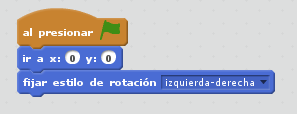 al presionar
ir a x: 0 y: 0
fijar estilo de rotación izquierda-derecha